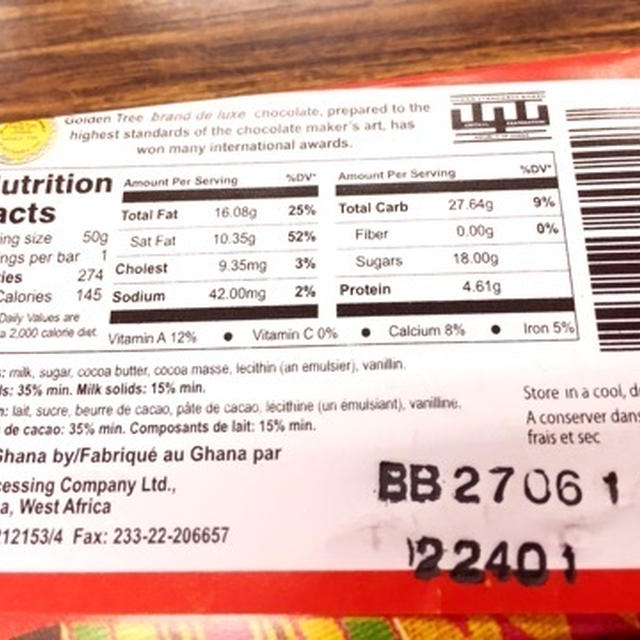 Golden Tree brand de luxe chocolate, prepared to the
highest standards of the chocolate maker's art, has
won many international awards.
utrition
acts
ing size 50g
ngs per bar 1
ries 274
Calories 145
Daily Values are
a 2,000 calorie diet.
Amount Per Serving %DV*
Total Fat 16.08g 25%
Sat Fat 10.35g 52%
Cholest 9.35mg 3%
Sodium 42.00mg 2%
Amount Per Serving %DV*
Total Carb 27.64g 9%
Fiber 0.00g 0%
Sugars 18.00g
Protein 4.61g
Vitamin A 12% ● Vitamin C 0% ● Calcium 8% ● Iron 5%
: milk, sugar, cocoa butter, cocoa masse, lecithin (an emulsier), vanillin.
ls: 35% min. Milk solids: 15% min.
: lait, sucre, beurre de cacao, pâte de cacao, lécithine (un émulsiant), vanilline.
de cacao: 35% min. Composants de lait: 15% min.
Ghana by/Fabriqué au Ghana par
cessing Company Ltd.,
a, West Africa
212153/4 Fax: 233-22-206657
Store in a cool, d
A conserver dans
frais et sec
BB 2706 1
122401